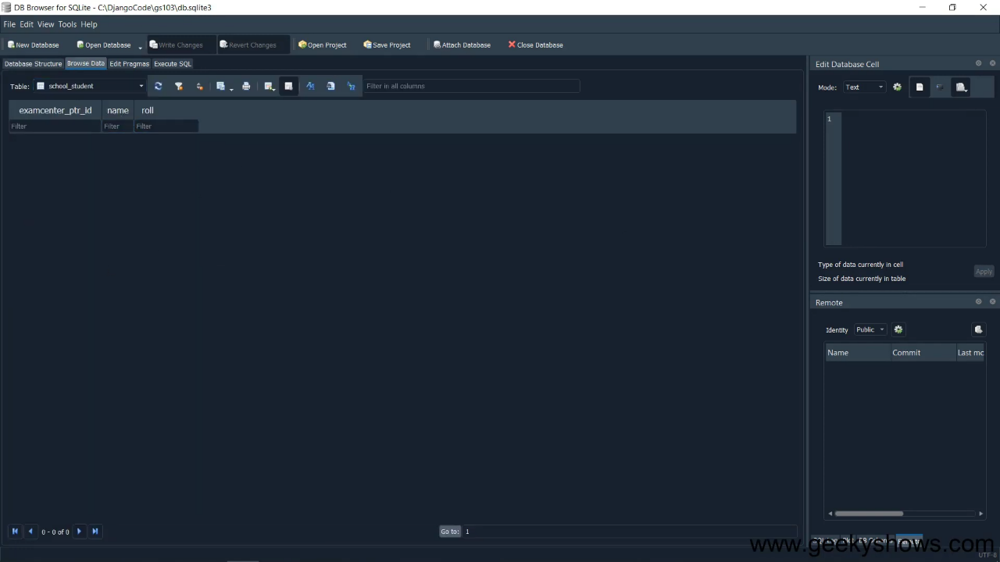 DB Browser for SQLite - C:\DjangoCode\gs103\db.sqlite3
File Edit View Tools Help
New Database Open Database Write Changes Revert Changes Open Project Save Project Attach Database Close Database
Database Structure Browse Data Edit Pragmas Execute SQL
Table: school_student Filter in all columns
examcenter_ptr_id name roll
Filter Filter Filter
0 - 0 of 0 Go to: 1
Edit Database Cell
Mode: Text
1
Type of data currently in cell
Size of data currently in table
Apply
Remote
Identity Public
Name Commit Last mc
www.geekyshows.com
UTF-8